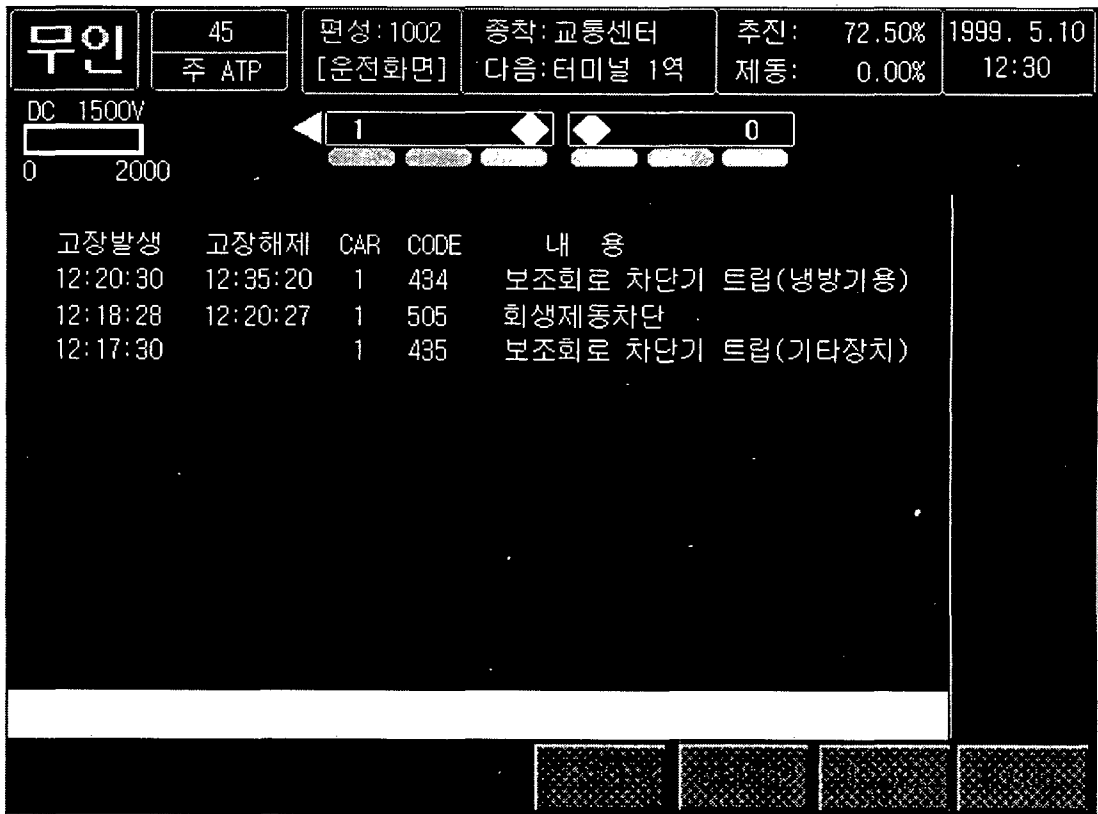 무인
45
주 ATP
편성:1002
[운전화면]
종착:교통센터
다음:터미널 1역
추진: 72.50%
제동: 0.00%
1999. 5.10
12:30
DC 1500V
0 2000
1 0
고장발생 고장해제 CAR CODE 내 용
12:20:30 12:35:20 1 434 보조회로 차단기 트립(냉방기용)
12:18:28 12:20:27 1 505 회생제동차단
12:17:30 1 435 보조회로 차단기 트립(기타장치)